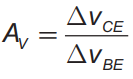 A_V = Δv_CE / Δv_BE